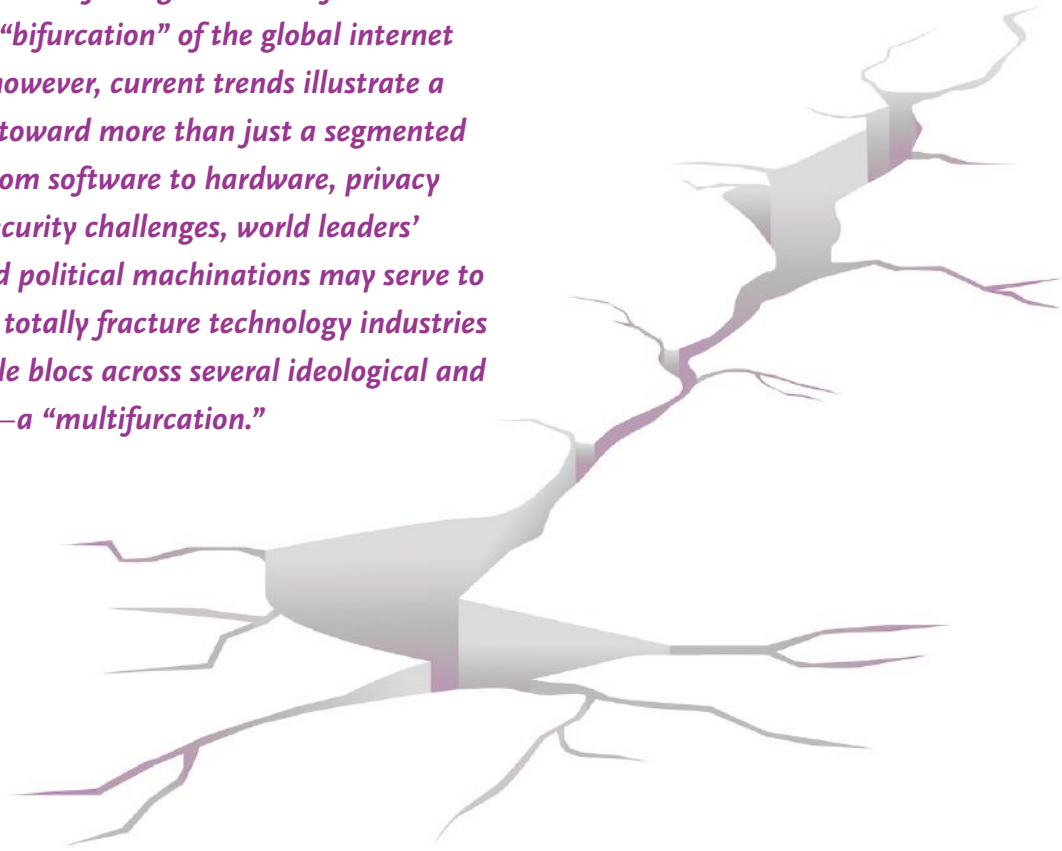 “bifurcation” of the global internet
however, current trends illustrate a
toward more than just a segmented
om software to hardware, privacy
curity challenges, world leaders’
d political machinations may serve to
totally fracture technology industries
le blocs across several ideological and
—a “multifurcation.”